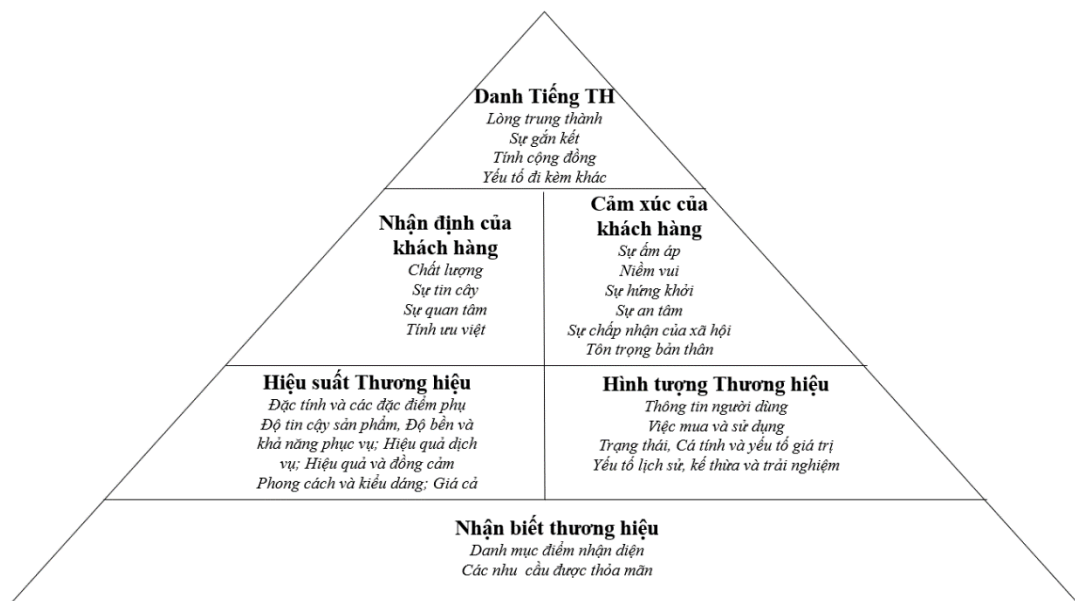 Danh Tiếng TH
Lòng trung thành
Sự gắn kết
Tính cộng đồng
Yếu tố đi kèm khác
Nhận định của
khách hàng
Chất lượng
Sự tin cây
Sự quan tâm
Tính ưu việt
Cảm xúc của
khách hàng
Sự ấm áp
Niềm vui
Sự hứng khởi
Sự an tâm
Sự chấp nhận của xã hội
Tôn trọng bản thân
Hiệu suất Thương hiệu
Đặc tính và các đặc điểm phụ
Độ tin cậy sản phẩm, Độ bền và
khả năng phục vụ; Hiệu quả dịch
vụ; Hiệu quả và đồng cảm
Phong cách và kiểu dáng; Giá cả
Hình tượng Thương hiệu
Thông tin người dùng
Việc mua và sử dụng
Trạng thái, Cá tính và yếu tố giá trị
Yếu tố lịch sử, kế thừa và trải nghiệm
Nhận biết thương hiệu
Danh mục điểm nhận diện
Các nhu cầu được thỏa mãn